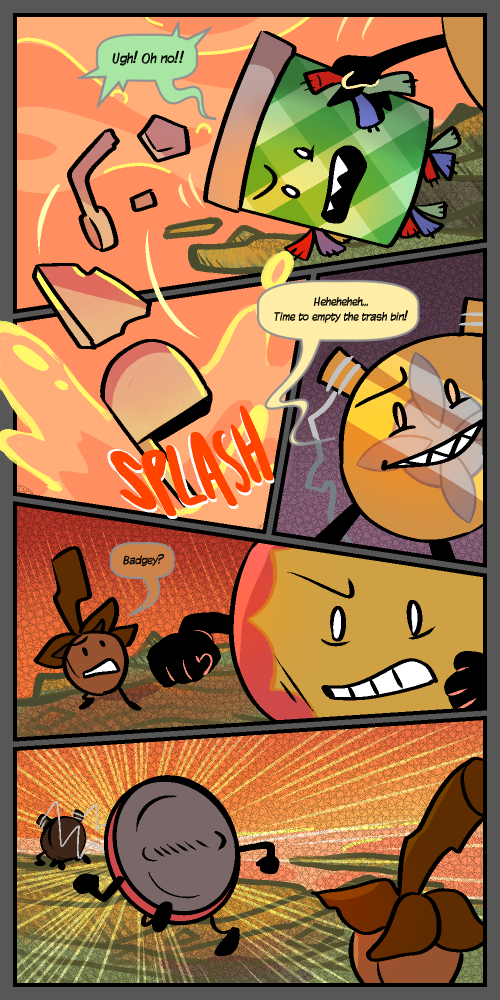 Ugh! Oh no!!
Heheheheh...
Time to empty the trash bin!
SPLASH
Badgey?